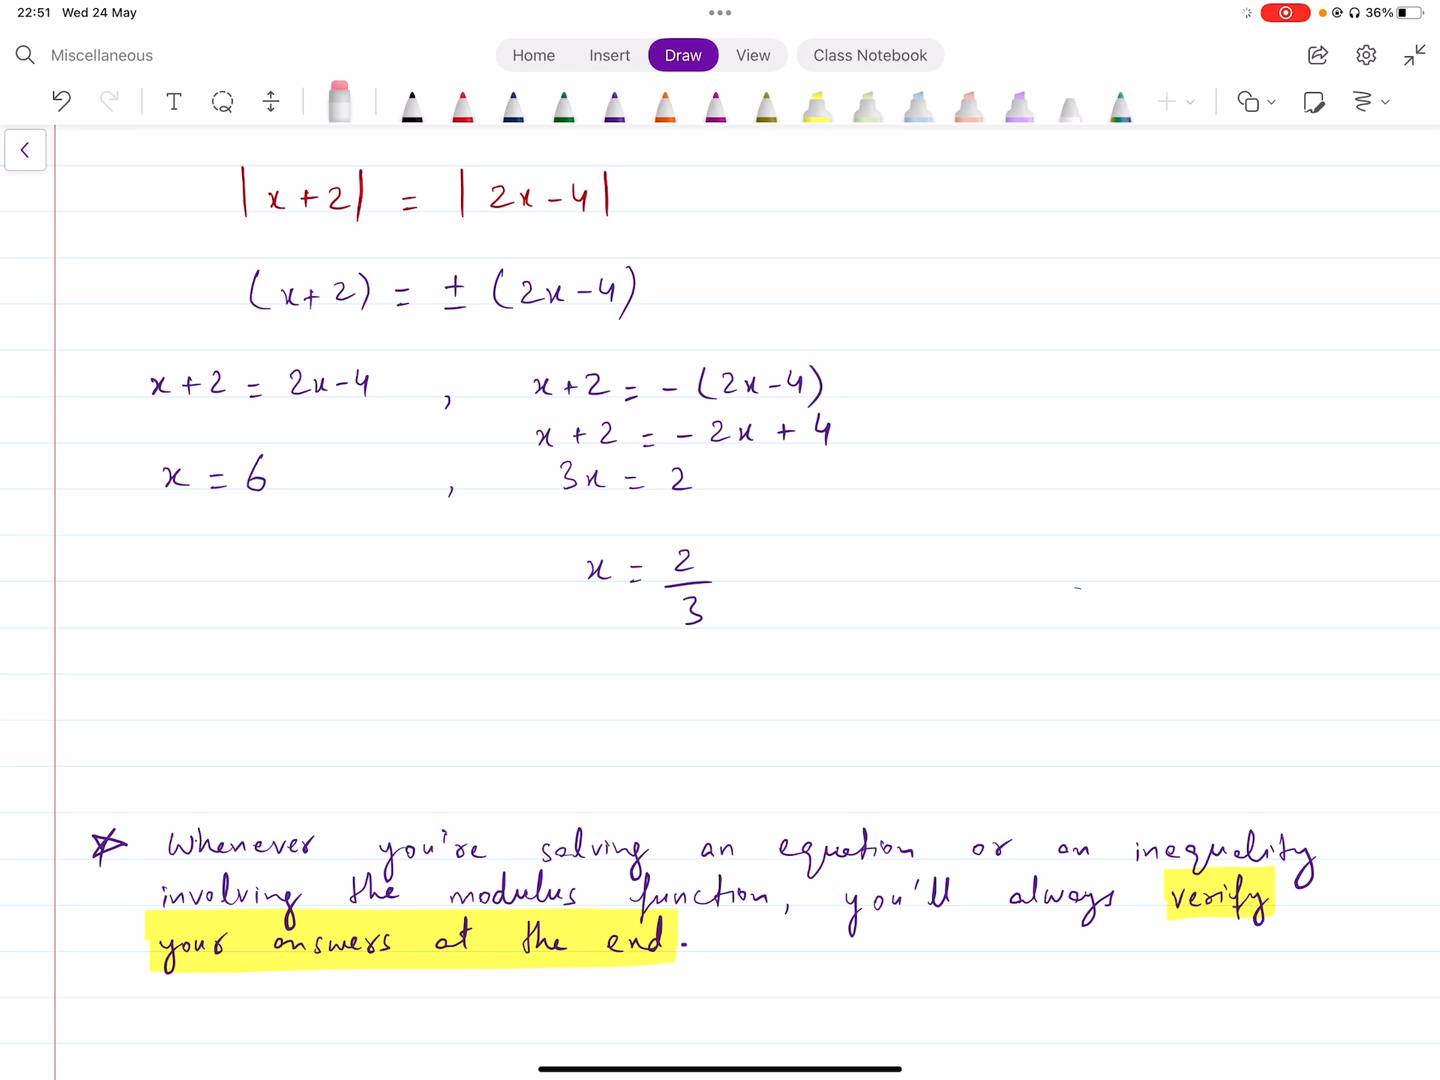 22:51 Wed 24 May
36%
Miscellaneous
Home Insert Draw View Class Notebook
T
|x+2| = |2x-4|
(x+2) = ± (2x-4)
x+2 = 2x-4 , x+2 = -(2x-4)
x+2 = -2x+4
x = 6 , 3x = 2
x = 2/3
Whenever you're solving an equation or an inequality
involving the modulus function, you'll always verify
your answers at the end.